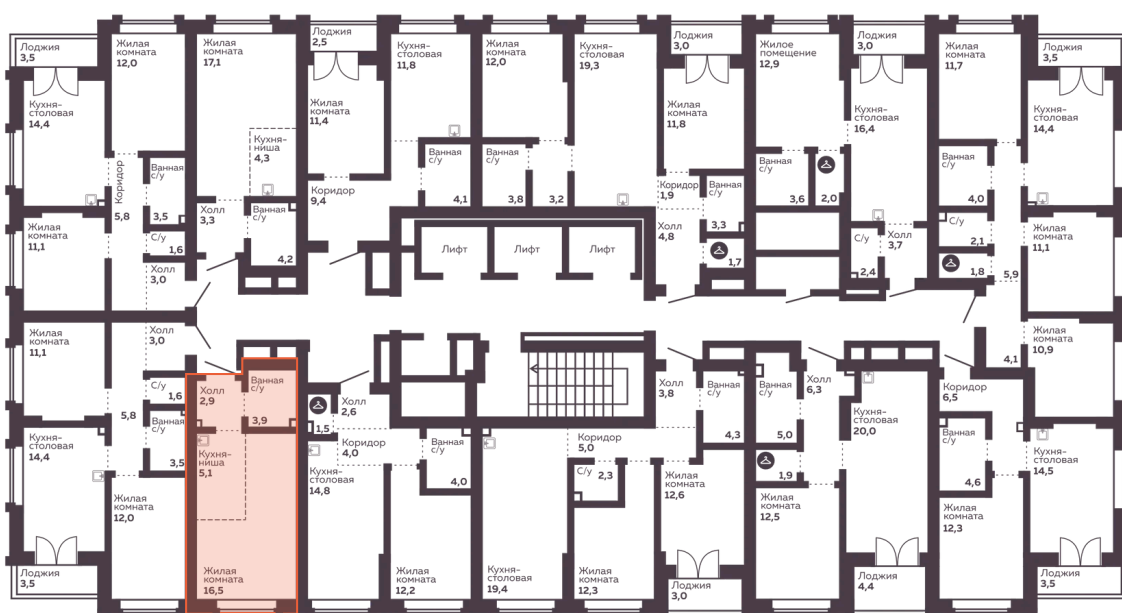 Лоджия
3,5
Жилая
комната
12,0
Жилая
комната
17,1
Лоджия
2,5
Кухня-
столовая
11,8
Жилая
комната
12,0
Кухня-
столовая
19,3
Лоджия
3,0
Жилое
помещение
12,9
Лоджия
3,0
Жилая
комната
11,7
Лоджия
3,5
Кухня-
столовая
14,4
Жилая
комната
11,4
Жилая
комната
11,8
Кухня-
столовая
16,4
Кухня-
столовая
14,4
Кухня-
ниша
4,3
Коридор
5,8
Ванная
с/у
3,5
С/у
1,6
Холл
3,3
Ванная
с/у
4,2
Коридор
9,4
Ванная
с/у
4,1
Ванная
с/у
3,8
3,2
Коридор
1,9
Ванная
с/у
3,3
Холл
4,8
1,7
Ванная
с/у
3,6
2,0
С/у
2,4
Холл
3,7
Ванная
с/у
4,0
С/у
2,1
1,8
5,9
Жилая
комната
11,1
Жилая
комната
11,1
Холл
3,0
Лифт
Лифт
Лифт
Жилая
комната
11,1
Холл
3,0
Жилая
комната
10,9
4,1
С/у
1,6
5,8
Ванная
с/у
3,5
Холл
2,9
Ванная
с/у
3,9
1,5
Холл
2,6
Коридор
4,0
Ванная
с/у
4,0
Коридор
5,0
С/у
2,3
Холл
3,8
Ванная
с/у
4,3
Ванная
с/у
5,0
Холл
6,3
1,9
Коридор
6,5
Ванная
с/у
4,6
Кухня-
столовая
14,4
Кухня-
ниша
5,1
Кухня-
столовая
14,8
Жилая
комната
12,6
Кухня-
столовая
20,0
Кухня-
столовая
14,5
Жилая
комната
12,0
Жилая
комната
12,5
Жилая
комната
12,3
Лоджия
3,5
Жилая
комната
16,5
Жилая
комната
12,2
Кухня-
столовая
19,4
Жилая
комната
12,3
Лоджия
3,0
Лоджия
4,4
Лоджия
3,5